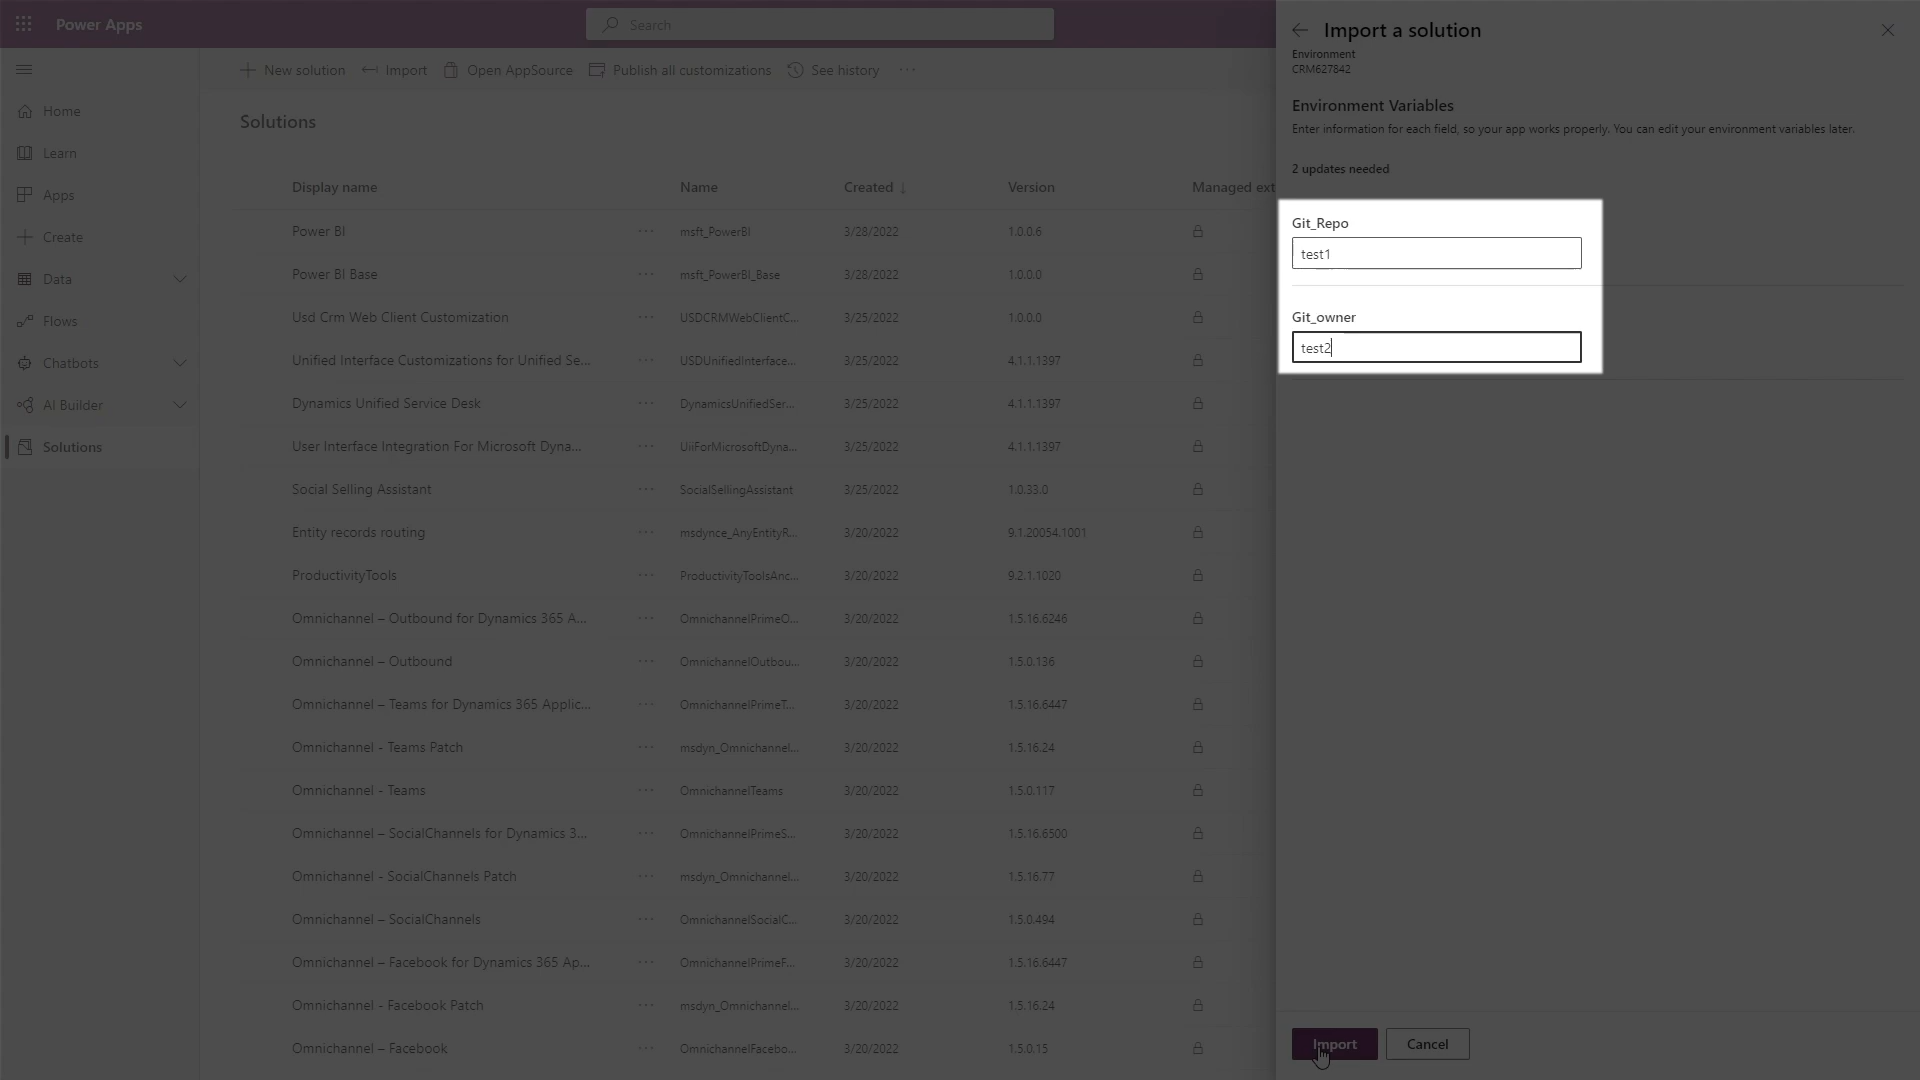 Power Apps
Search
Import a solution
Environment
CRM627842
New solution
Import
Open AppSource
Publish all customizations
See history
Home
Learn
Apps
Create
Data
Flows
Chatbots
AI Builder
Solutions
Solutions
Display name Name Created ↓ Version Managed ext
Power BI ··· msft_PowerBI 3/28/2022 1.0.0.6
Power BI Base ··· msft_PowerBI_Base 3/28/2022 1.0.0.0
Usd Crm Web Client Customization ··· USDCRMWebClientC... 3/25/2022 1.0.0.0
Unified Interface Customizations for Unified Se... ··· USDUnifiedInterface... 3/25/2022 4.1.1.1397
Dynamics Unified Service Desk ··· DynamicsUnifiedSer... 3/25/2022 4.1.1.1397
User Interface Integration For Microsoft Dyna... ··· UiiForMicrosoftDyna... 3/25/2022 4.1.1.1397
Social Selling Assistant ··· SocialSellingAssistant 3/25/2022 1.0.33.0
Entity records routing ··· msdynce_AnyEntityR... 3/20/2022 9.1.20054.1001
ProductivityTools ··· ProductivityToolsAnc... 3/20/2022 9.2.1.1020
Omnichannel – Outbound for Dynamics 365 A... ··· OmnichannelPrimeO... 3/20/2022 1.5.16.6246
Omnichannel – Outbound ··· OmnichannelOutbou... 3/20/2022 1.5.0.136
Omnichannel – Teams for Dynamics 365 Applic... ··· OmnichannelPrimeT... 3/20/2022 1.5.16.6447
Omnichannel - Teams Patch ··· msdyn_Omnichannel... 3/20/2022 1.5.16.24
Omnichannel - Teams ··· OmnichannelTeams 3/20/2022 1.5.0.117
Omnichannel – SocialChannels for Dynamics 3... ··· OmnichannelPrimeS... 3/20/2022 1.5.16.6500
Omnichannel - SocialChannels Patch ··· msdyn_Omnichannel... 3/20/2022 1.5.16.77
Omnichannel – SocialChannels ··· OmnichannelSocialC... 3/20/2022 1.5.0.494
Omnichannel – Facebook for Dynamics 365 Ap... ··· OmnichannelPrimeF... 3/20/2022 1.5.16.6447
Omnichannel - Facebook Patch ··· msdyn_Omnichannel... 3/20/2022 1.5.16.24
Omnichannel – Facebook ··· OmnichannelFacebo... 3/20/2022 1.5.0.15
Environment Variables
Enter information for each field, so your app works properly. You can edit your environment variables later.
2 updates needed
Git_Repo
test1
Git_owner
test2
Import
Cancel